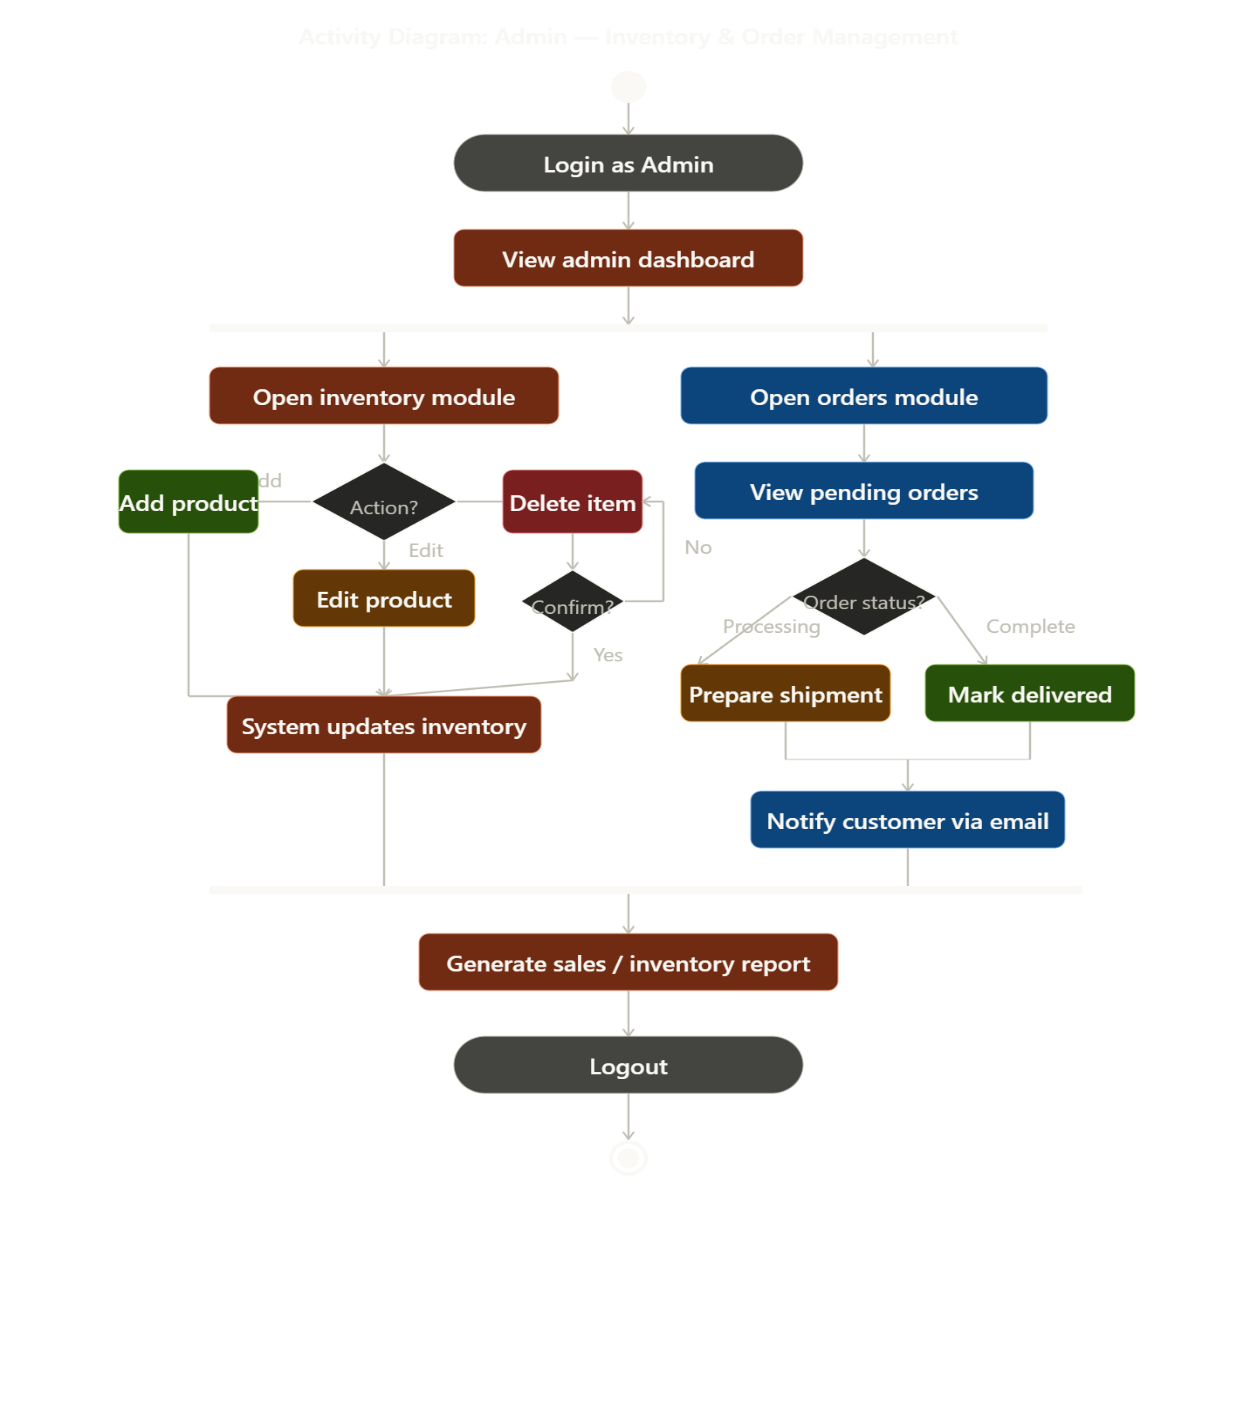 Activity Diagram: Admin — Inventory & Order Management
Login as Admin
View admin dashboard
Open inventory module
Open orders module
dd
Add product
Action?
Delete item
View pending orders
Edit
No
Edit product
Confirm?
Order status?
Processing
Complete
Yes
Prepare shipment
Mark delivered
System updates inventory
Notify customer via email
Generate sales / inventory report
Logout